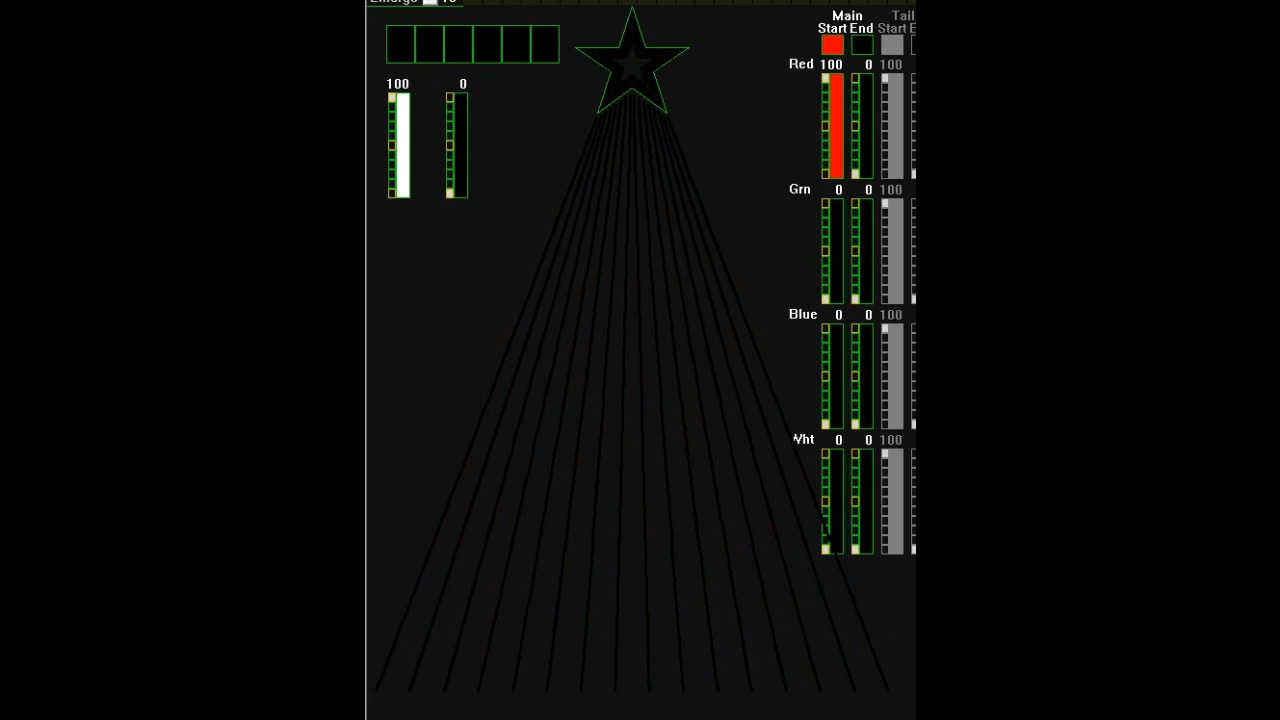 Main Tail
Start End Start E
100 0
Red 100 0 100
Grn 0 0 100
Blue 0 0 100
Wht 0 0 100